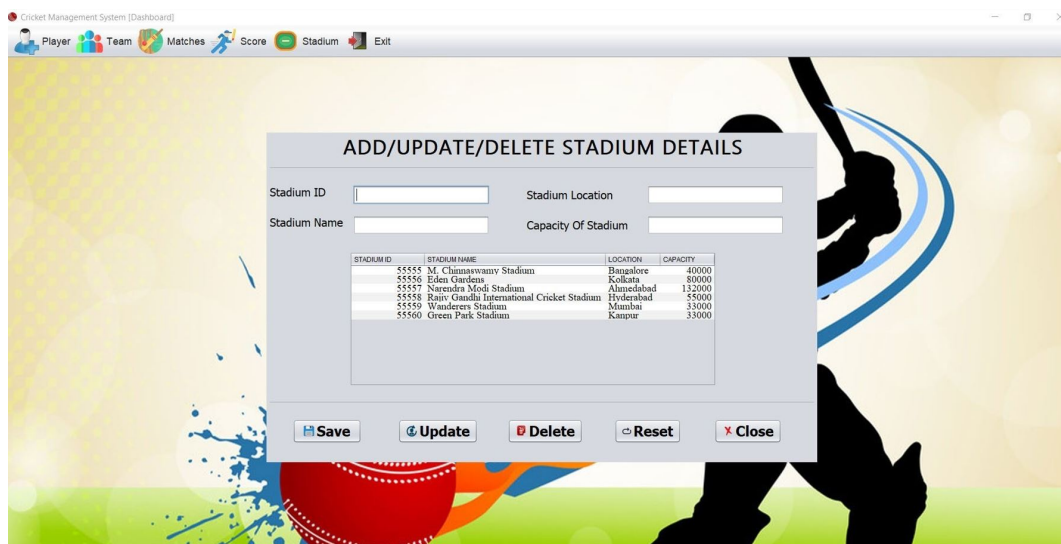 Cricket Management System [Dashboard]
Player Team Matches Score Stadium Exit
ADD/UPDATE/DELETE STADIUM DETAILS
Stadium ID Stadium Location
Stadium Name Capacity Of Stadium
STADIUM ID STADIUM NAME LOCATION CAPACITY
55555 M. Chinnaswamy Stadium Bangalore 40000
55556 Eden Gardens Kolkata 80000
55557 Narendra Modi Stadium Ahmedabad 132000
55558 Rajiv Gandhi International Cricket Stadium Hyderabad 55000
55559 Wanderers Stadium Mumbai 33000
55560 Green Park Stadium Kanpur 33000
Save Update Delete Reset Close